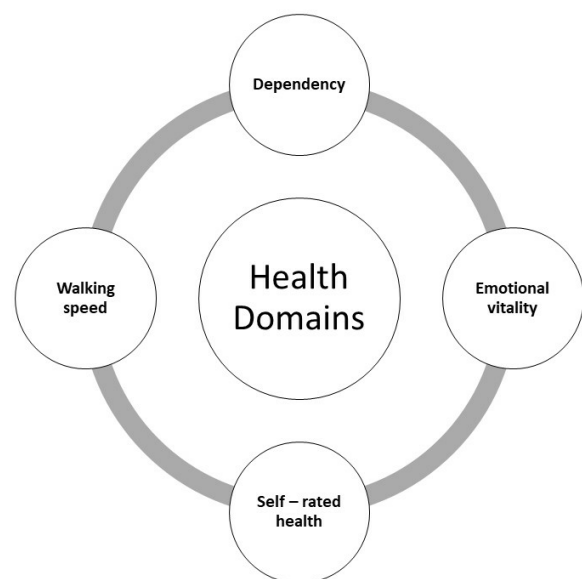 Dependency
Walking
speed
Health
Domains
Emotional
vitality
Self – rated
health